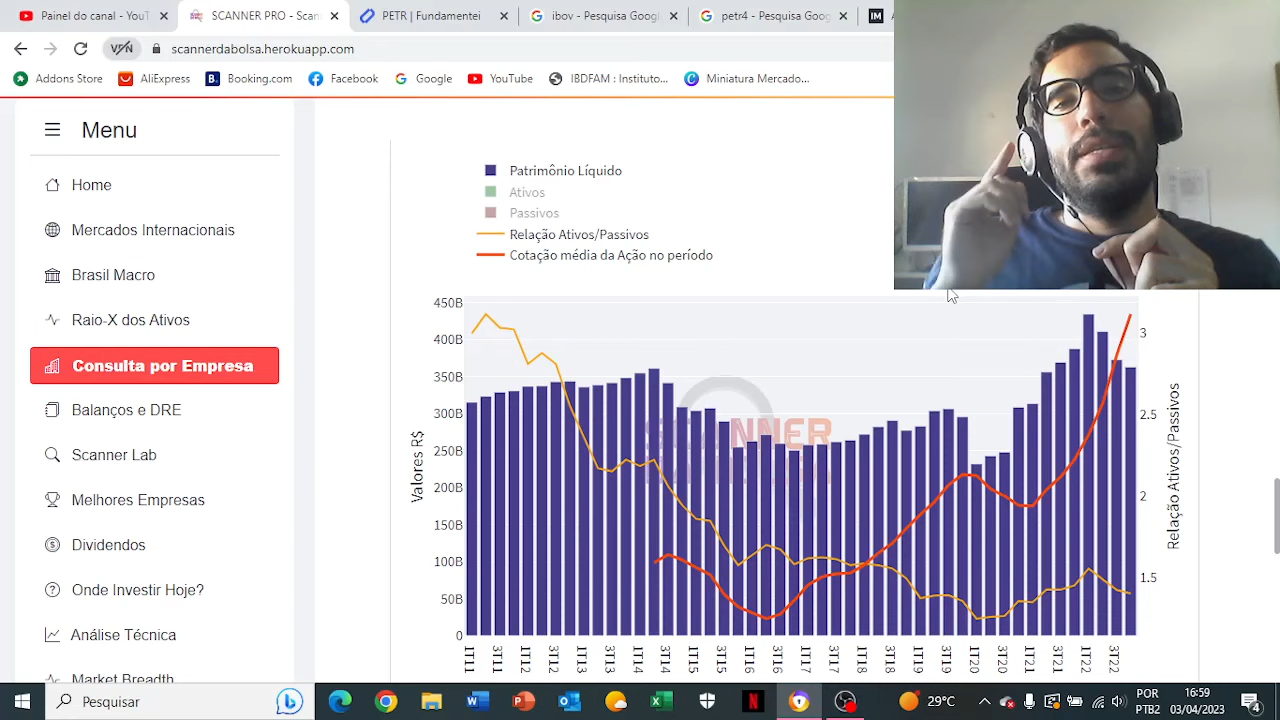 Painel do canal - YouT
SCANNER PRO - Scan
PETR | Fundamentei
ibov - Pesquisa Googl
petr4 - Pesquisa Goog
IM
VPN
scannerdabolsa.herokuapp.com
Addons Store
AliExpress
B.
Booking.com
Facebook
Google
YouTube
IBDFAM : Instituto...
Miniatura Mercado...
Menu
Home
Mercados Internacionais
Brasil Macro
Raio-X dos Ativos
Consulta por Empresa
Balanços e DRE
Scanner Lab
Melhores Empresas
Dividendos
Onde Investir Hoje?
Análise Técnica
Market Breadth
Patrimônio Líquido
Ativos
Passivos
Relação Ativos/Passivos
Cotação média da Ação no período
Valores R$
450B
400B
350B
300B
250B
200B
150B
100B
50B
0
SCANNER
3
2.5
2
1.5
Relação Ativos/Passivos
1T11
3T11
1T12
3T12
1T13
3T13
1T14
3T14
1T15
3T15
1T16
3T16
1T17
3T17
1T18
3T18
1T19
3T19
1T20
3T20
1T21
3T21
1T22
3T22
Pesquisar
29°C
POR
PTB2
16:59
03/04/2023
4